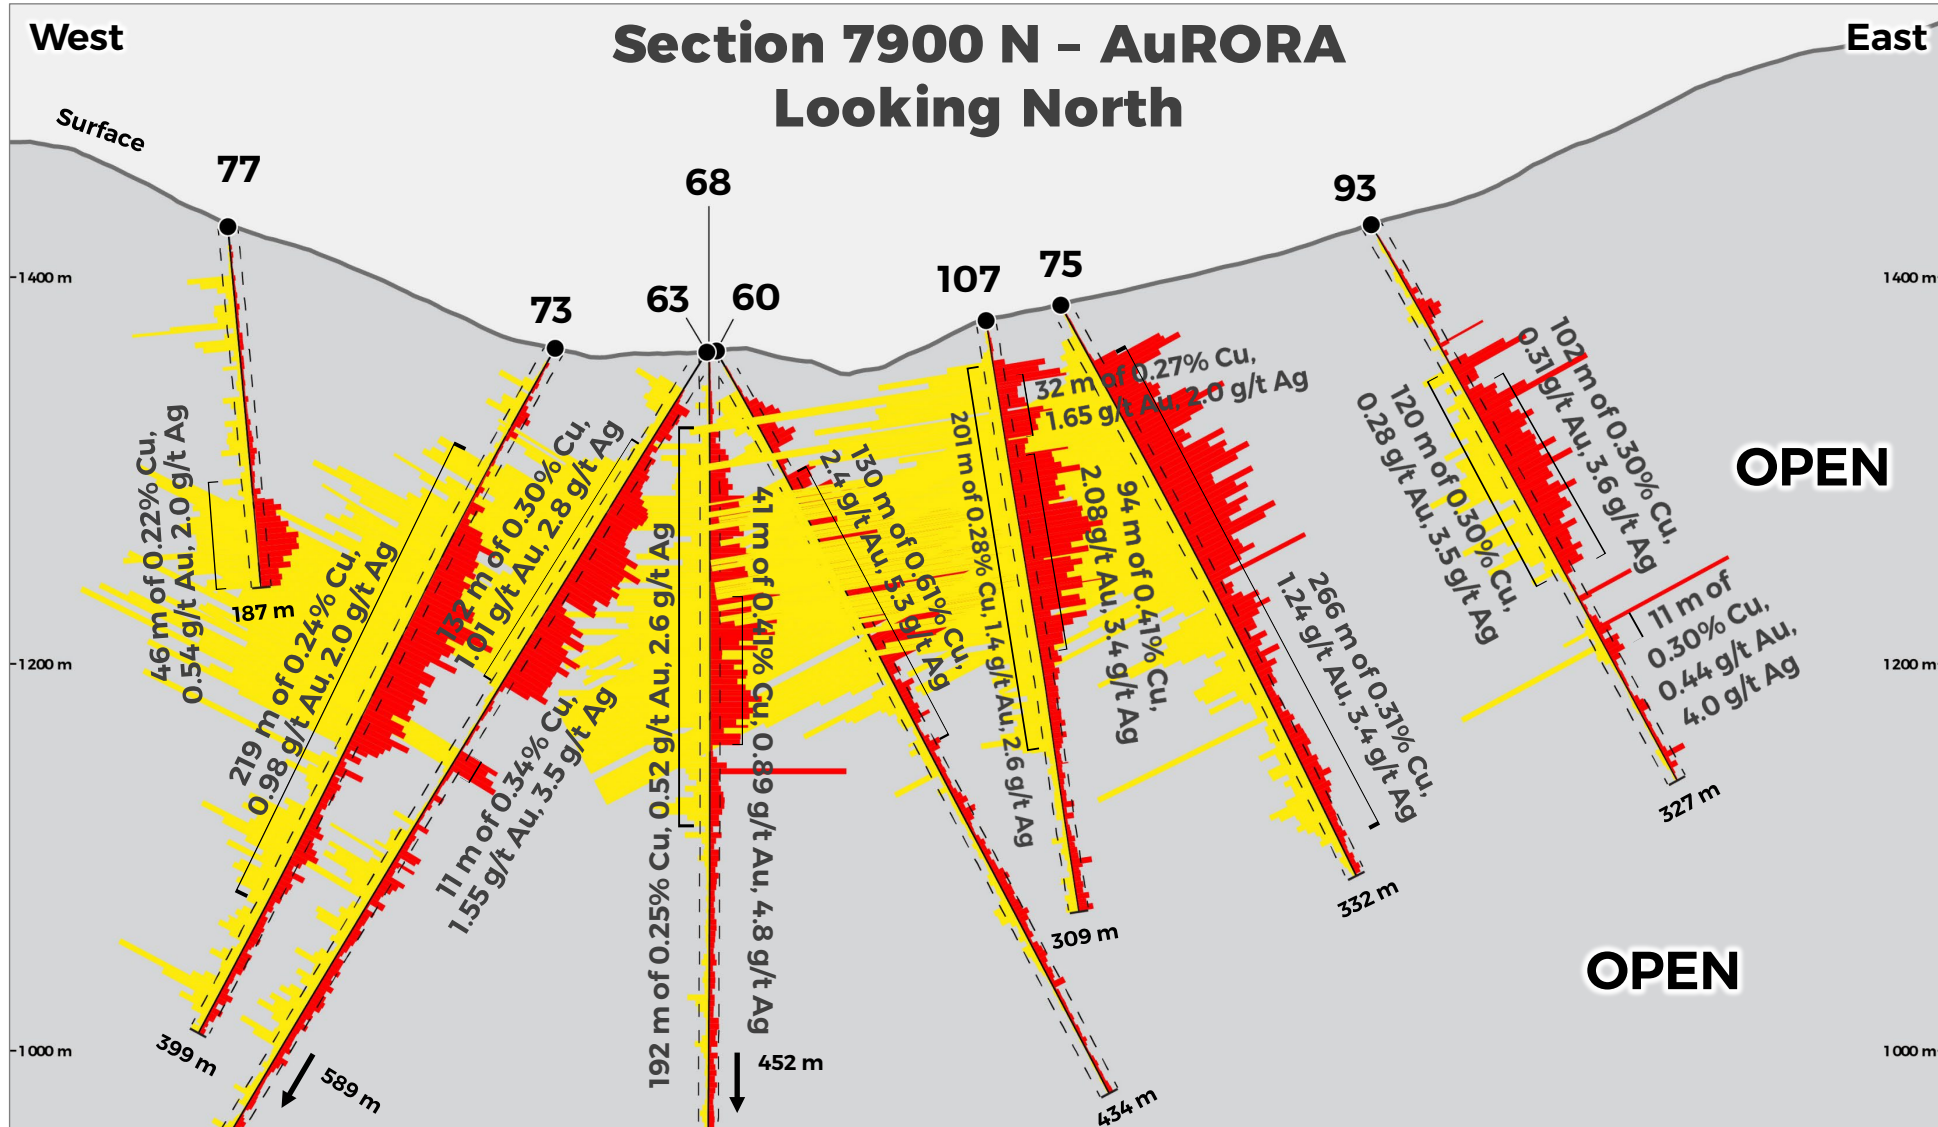 West
East
Section 7900 N – AuRORA
Looking North
Surface
77
68
93
73
63
60
107
75
1400 m
1400 m
1200 m
1200 m
1000 m
1000 m
46 m of 0.22% Cu,
0.54 g/t Au, 2.0 g/t Ag
187 m
219 m of 0.24% Cu,
0.98 g/t Au, 2.0 g/t Ag
399 m
132 m of 0.30% Cu,
1.01 g/t Au, 2.8 g/t Ag
11 m of 0.34% Cu,
1.55 g/t Au, 3.5 g/t Ag
589 m
192 m of 0.25% Cu, 0.52 g/t Au, 2.6 g/t Ag
41 m of 0.41% Cu, 0.89 g/t Au, 4.8 g/t Ag
452 m
130 m of 0.61% Cu,
2.4 g/t Au, 5.3 g/t Ag
434 m
201 m of 0.28% Cu, 1.4 g/t Au, 2.6 g/t Ag
32 m of 0.27% Cu,
1.65 g/t Au, 2.0 g/t Ag
94 m of 0.41% Cu,
2.08g/t Au, 3.4 g/t Ag
309 m
266 m of 0.31% Cu,
1.24 g/t Au, 3.4 g/t Ag
332 m
120 m of 0.30% Cu,
0.28 g/t Au, 3.5 g/t Ag
102 m of 0.30% Cu,
0.31 g/t Au, 3.6 g/t Ag
11 m of
0.30% Cu,
0.44 g/t Au,
4.0 g/t Ag
327 m
OPEN
OPEN